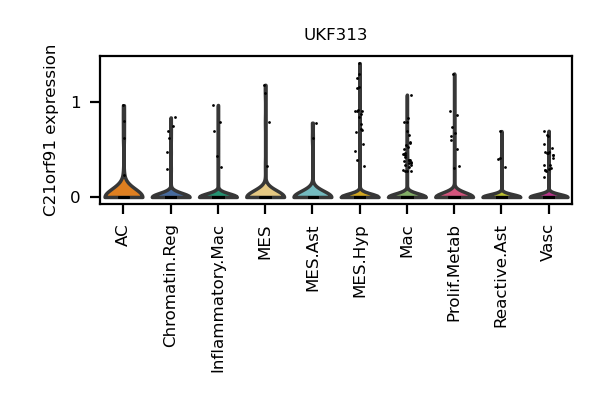 UKF313
C21orf91 expression
1
0
AC
Chromatin.Reg
Inflammatory.Mac
MES
MES.Ast
MES.Hyp
Mac
Prolif.Metab
Reactive.Ast
Vasc